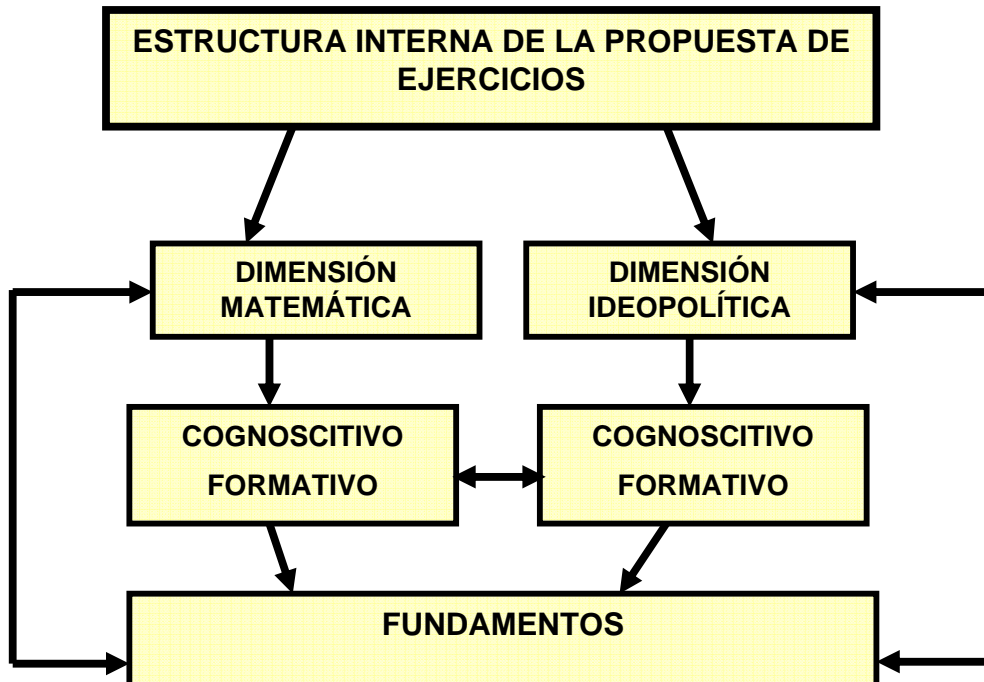 ESTRUCTURA INTERNA DE LA PROPUESTA DE
EJERCICIOS
DIMENSIÓN
MATEMÁTICA
DIMENSIÓN
IDEOPOLÍTICA
COGNOSCITIVO
FORMATIVO
COGNOSCITIVO
FORMATIVO
FUNDAMENTOS